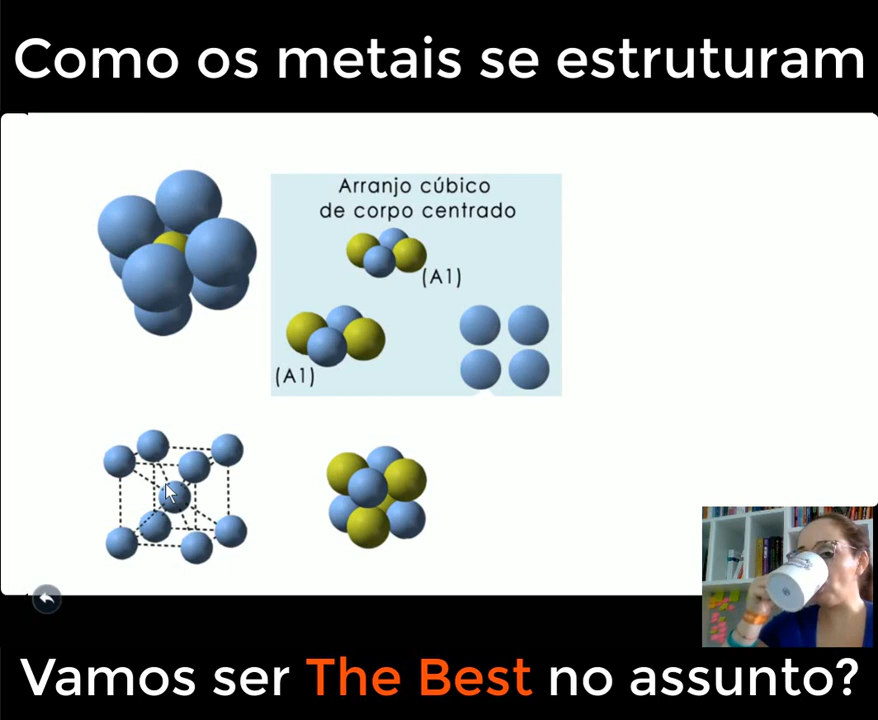 Como os metais se estruturam
Arranjo cúbico
de corpo centrado
(A1)
(A1)
Vamos ser The Best no assunto?